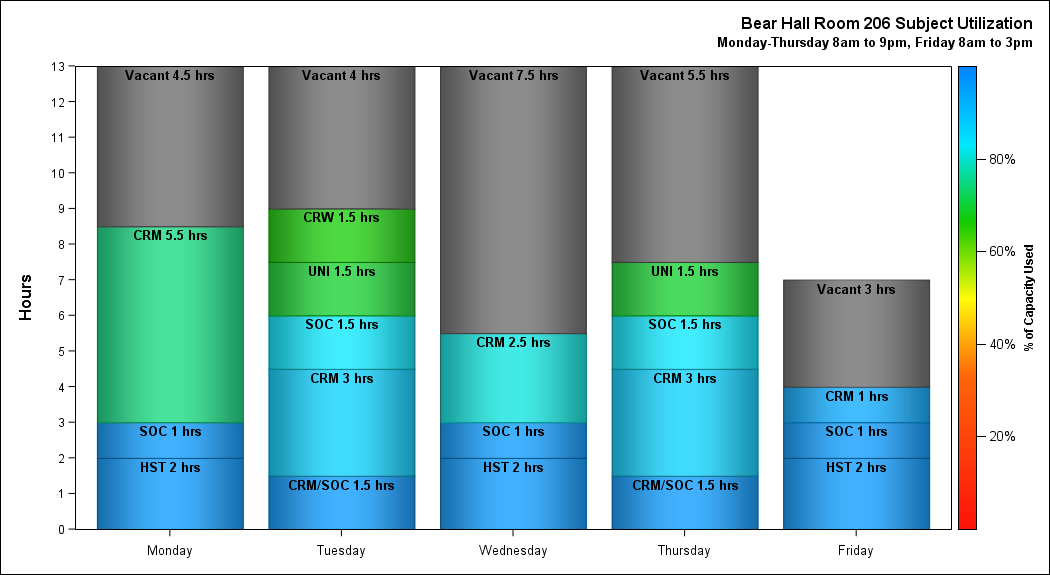 Bear Hall Room 206 Subject Utilization
Monday-Thursday 8am to 9pm, Friday 8am to 3pm
Hours
13
12
11
10
9
8
7
6
5
4
3
2
1
0
Vacant 4.5 hrs
CRM 5.5 hrs
SOC 1 hrs
HST 2 hrs
Vacant 4 hrs
CRW 1.5 hrs
UNI 1.5 hrs
SOC 1.5 hrs
CRM 3 hrs
CRM/SOC 1.5 hrs
Vacant 7.5 hrs
CRM 2.5 hrs
SOC 1 hrs
HST 2 hrs
Vacant 5.5 hrs
UNI 1.5 hrs
SOC 1.5 hrs
CRM 3 hrs
CRM/SOC 1.5 hrs
Vacant 3 hrs
CRM 1 hrs
SOC 1 hrs
HST 2 hrs
Monday
Tuesday
Wednesday
Thursday
Friday
80%
60%
40%
20%
% of Capacity Used